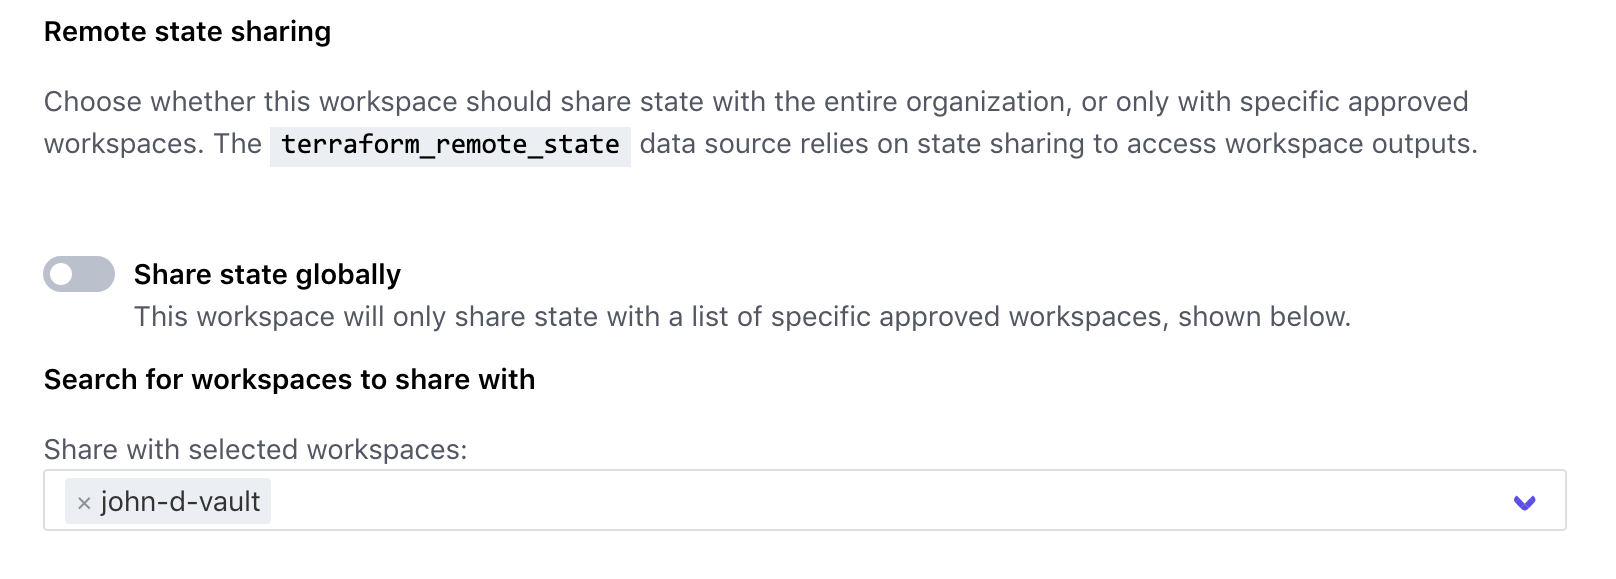 Remote state sharing
Choose whether this workspace should share state with the entire organization, or only with specific approved
workspaces. The terraform_remote_state data source relies on state sharing to access workspace outputs.
Share state globally
This workspace will only share state with a list of specific approved workspaces, shown below.
Search for workspaces to share with
Share with selected workspaces:
× john-d-vault